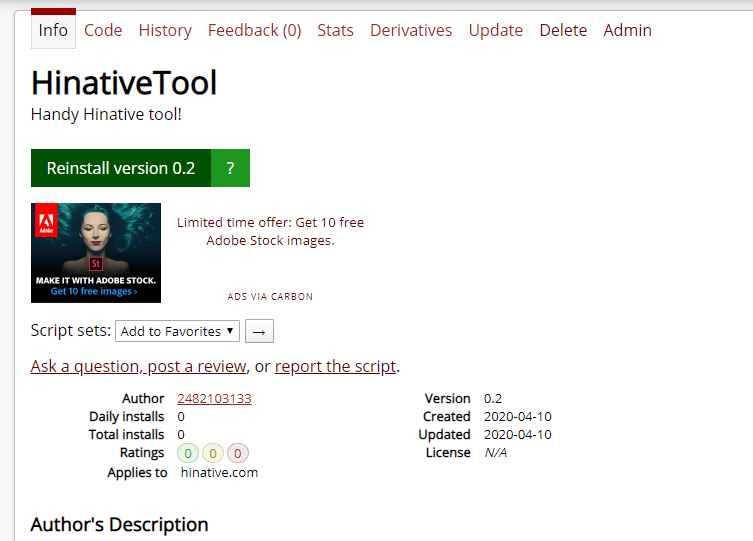 Info Code History Feedback (0) Stats Derivatives Update Delete Admin
HinativeTool
Handy Hinative tool!
Reinstall version 0.2 ?
Adobe
St
MAKE IT WITH ADOBE STOCK.
Get 10 free images ›
Limited time offer: Get 10 free
Adobe Stock images.
ADS VIA CARBON
Script sets: Add to Favorites ▼ →
Ask a question, post a review, or report the script.
Author 2482103133
Daily installs 0
Total installs 0
Ratings 0 0 0
Applies to hinative.com
Version 0.2
Created 2020-04-10
Updated 2020-04-10
License N/A
Author's Description